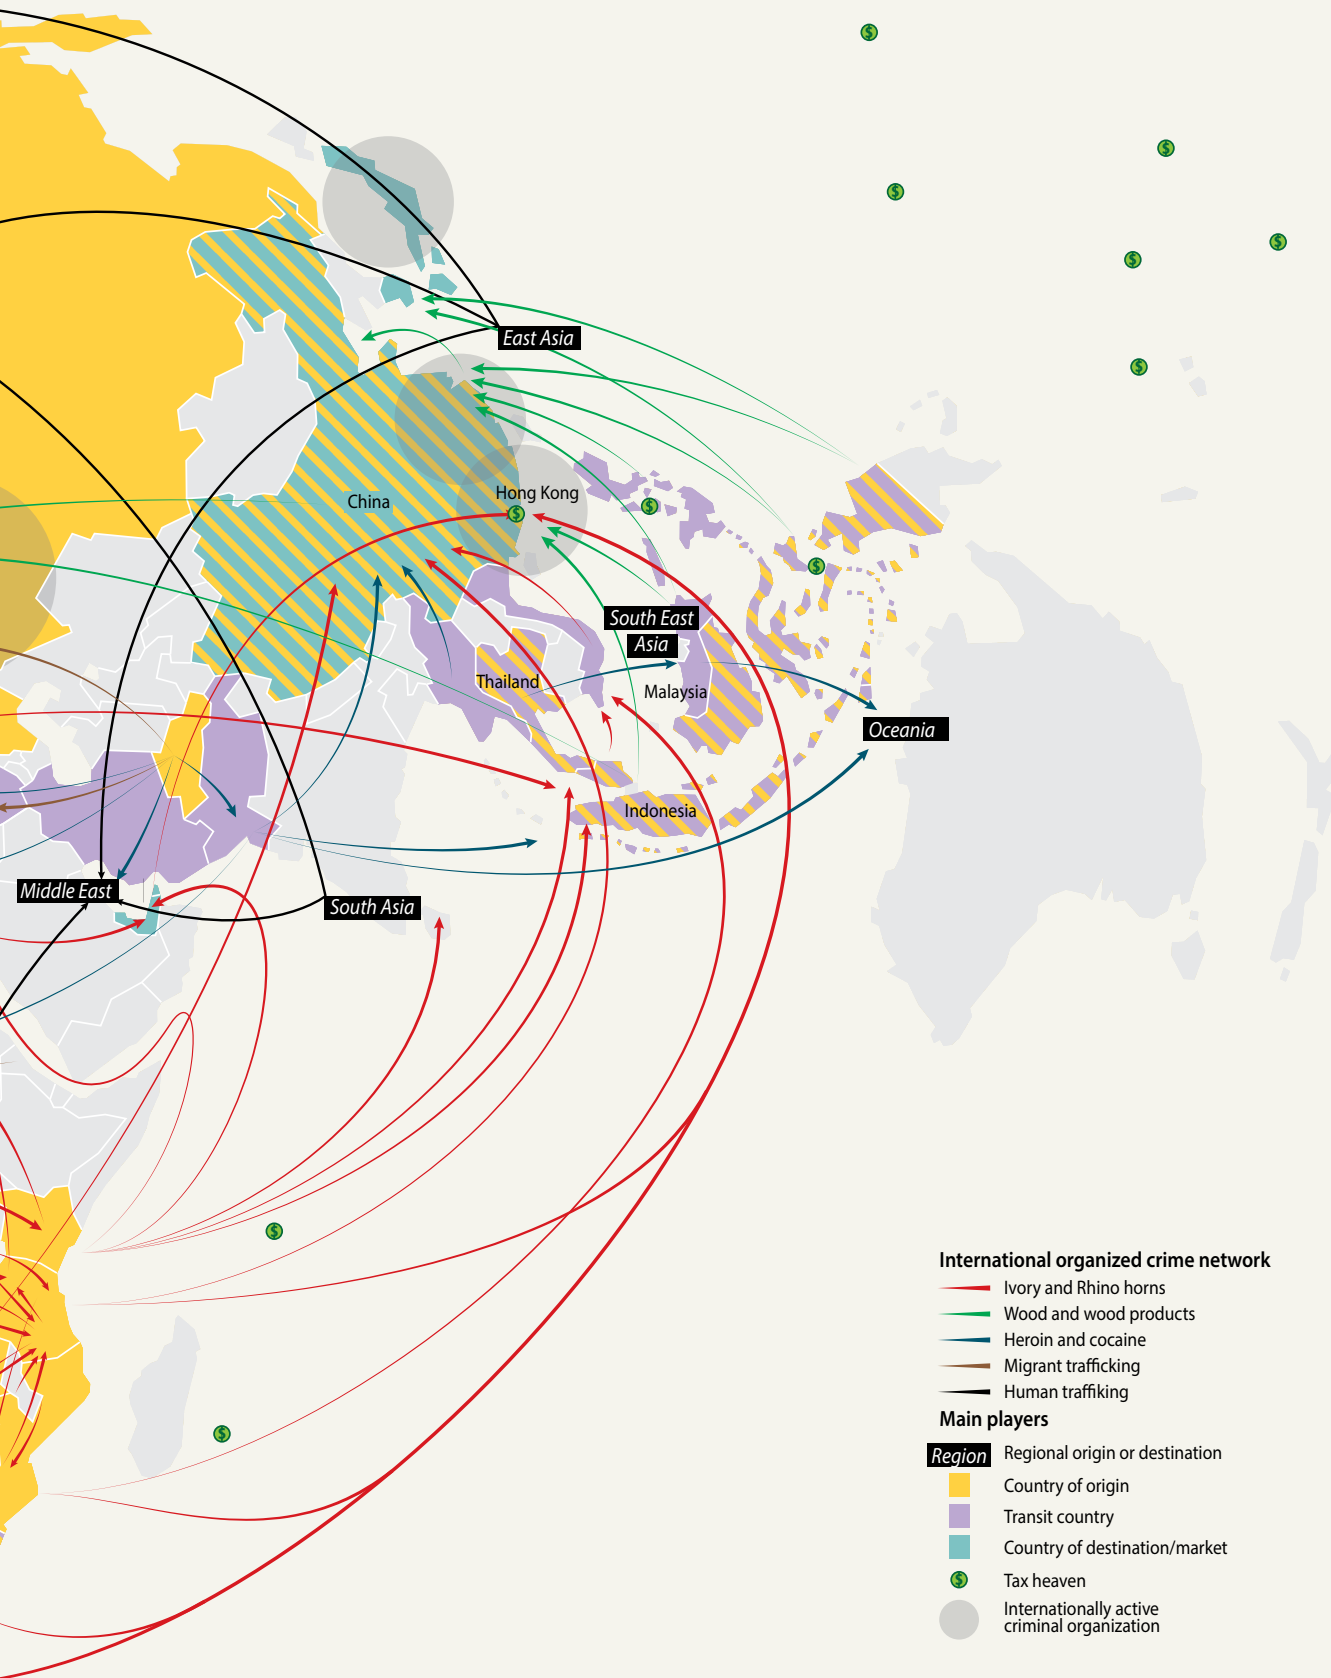 East Asia
Hong Kong
China
South East
Asia
Thailand
Malaysia
Oceania
Indonesia
Middle East
South Asia
International organized crime network
Ivory and Rhino horns
Wood and wood products
Heroin and cocaine
Migrant trafficking
Human traffiking
Main players
Region Regional origin or destination
Country of origin
Transit country
Country of destination/market
$ Tax heaven
Internationally active
criminal organization